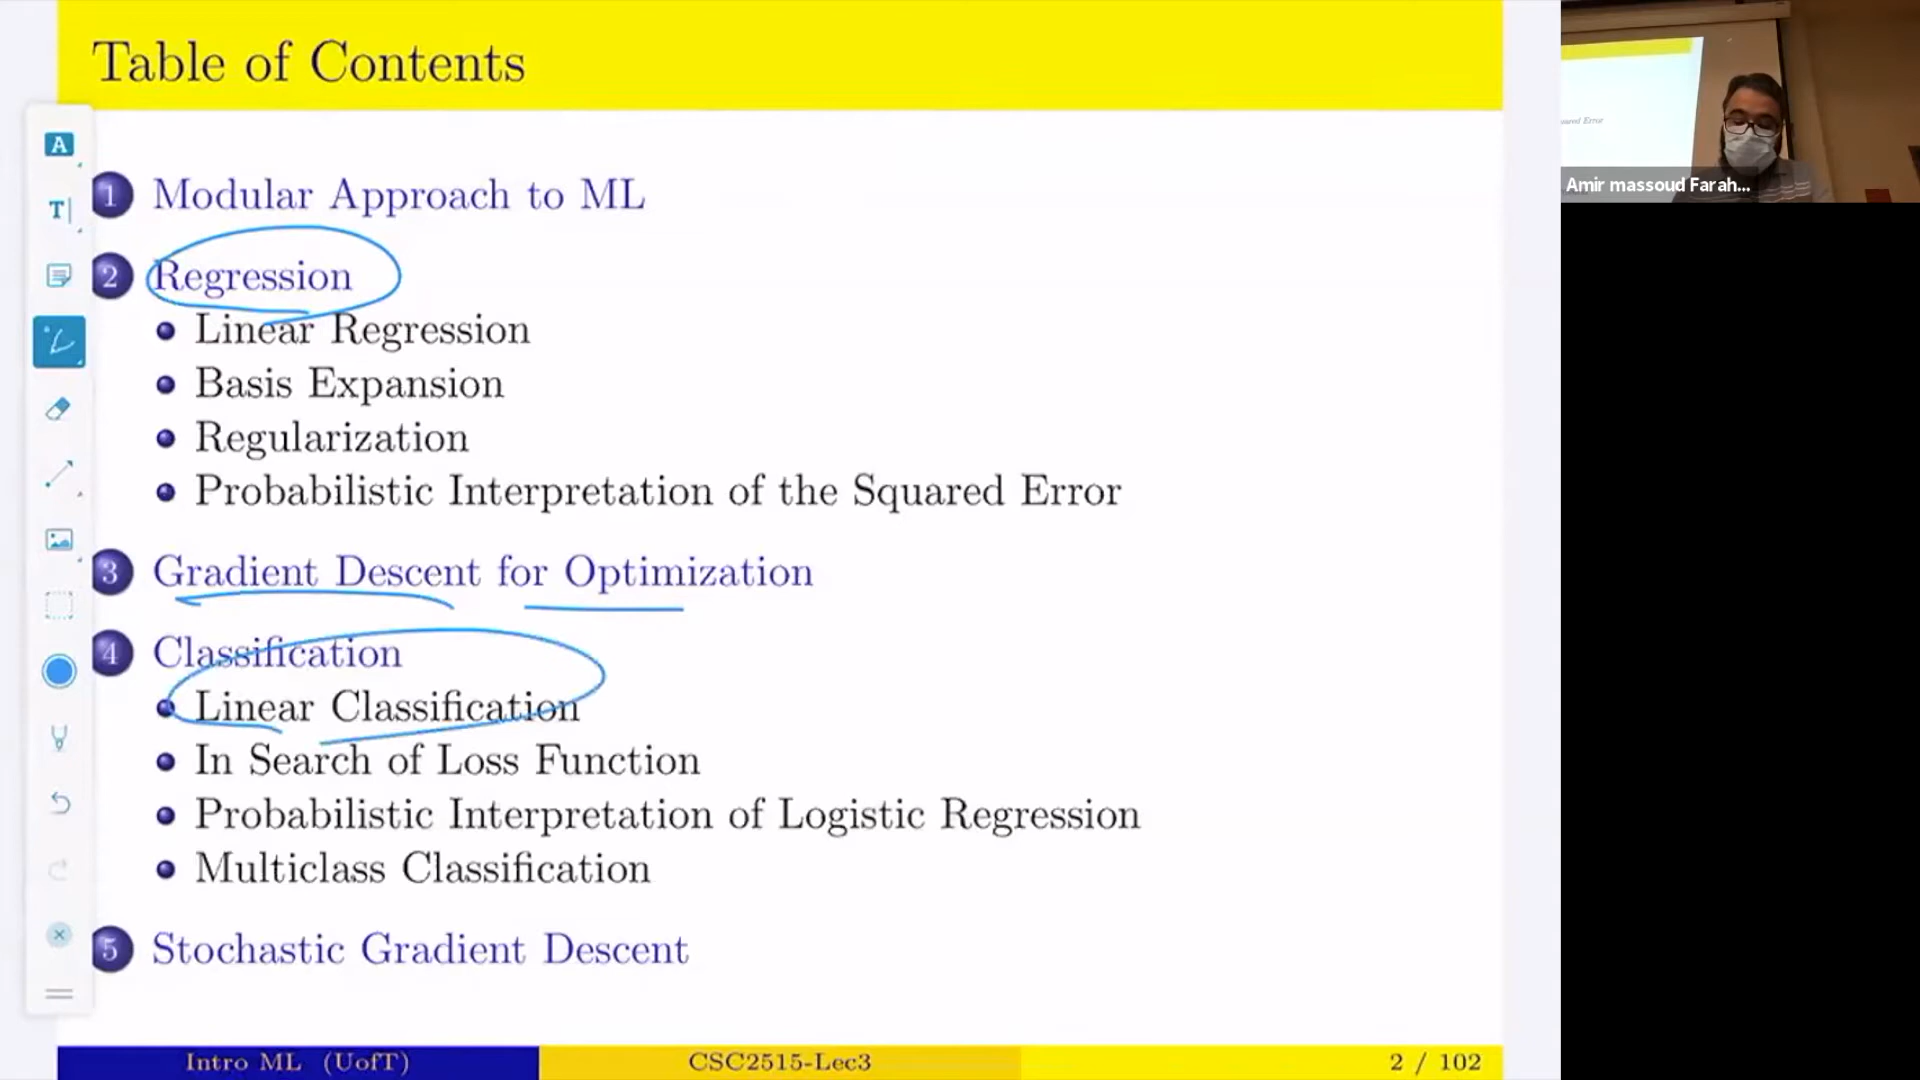 Table of Contents
1 Modular Approach to ML
2 Regression
Linear Regression
Basis Expansion
Regularization
Probabilistic Interpretation of the Squared Error
3 Gradient Descent for Optimization
4 Classification
Linear Classification
In Search of Loss Function
Probabilistic Interpretation of Logistic Regression
Multiclass Classification
5 Stochastic Gradient Descent
Intro ML (UofT) CSC2515-Lec3 2 / 102
A
T
uared Error
Amir massoud Farah...